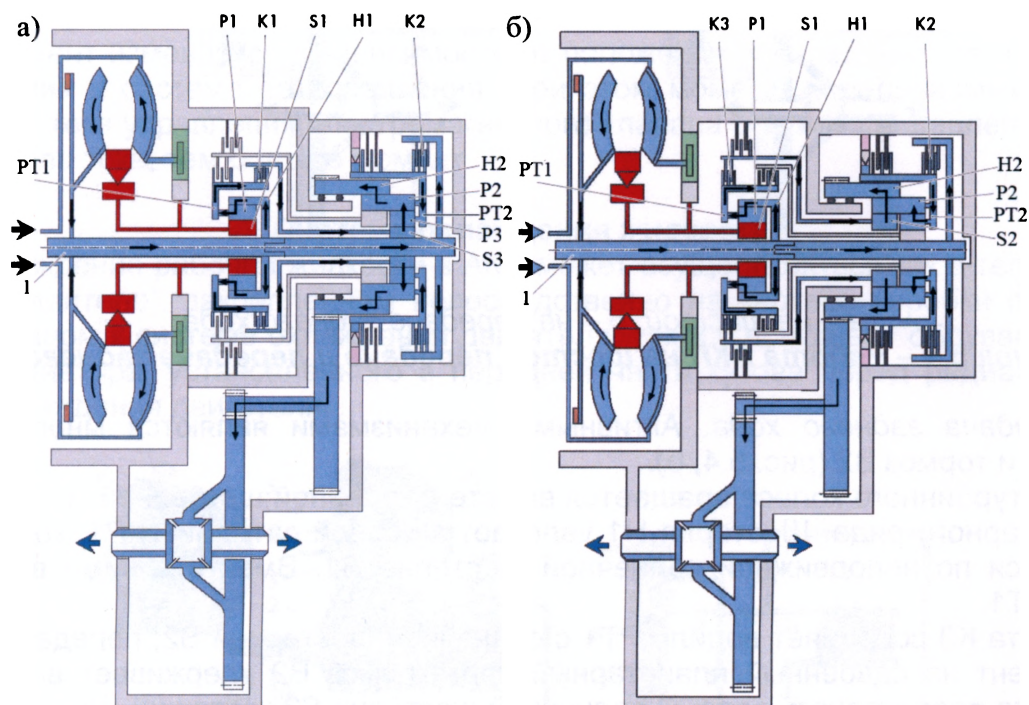 а)
P1 K1 S1 H1 K2
PT1
H2
P2
PT2
P3
S3
1
б)
K3 P1 S1 H1 K2
PT1
H2
P2
PT2
S2
1